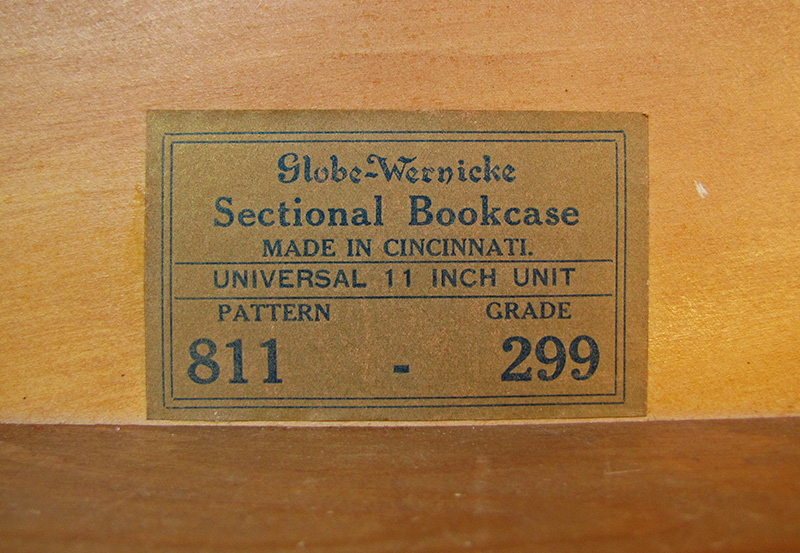 Globe-Wernicke
Sectional Bookcase
MADE IN CINCINNATI.
UNIVERSAL 11 INCH UNIT
PATTERN GRADE
811 - 299